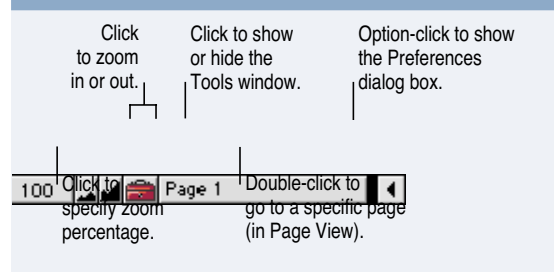 Click
to zoom
in or out.
Click to show
or hide the
Tools window.
Option-click to show
the Preferences
dialog box.
100
Page 1
Click to
specify zoom
percentage.
Double-click to
go to a specific page
(in Page View).